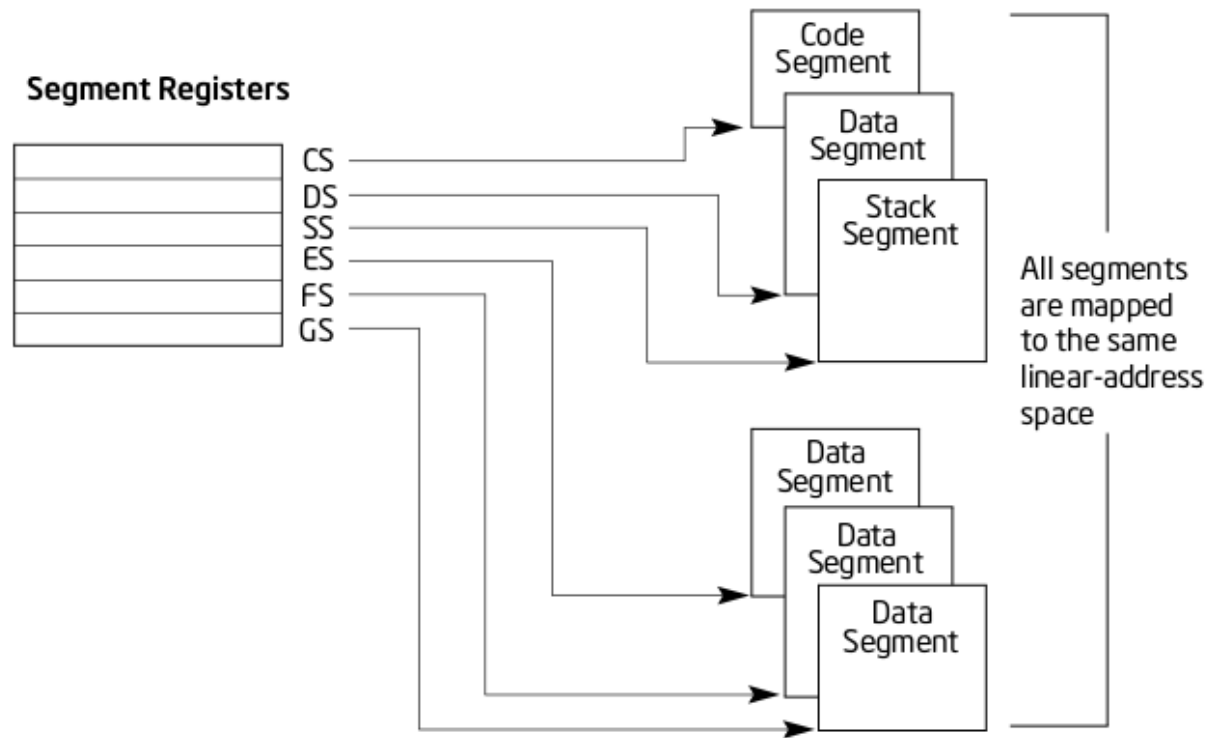 Segment Registers
CS
DS
SS
ES
FS
GS
Code
Segment
Data
Segment
Stack
Segment
Data
Segment
Data
Segment
Data
Segment
All segments
are mapped
to the same
linear-address
space